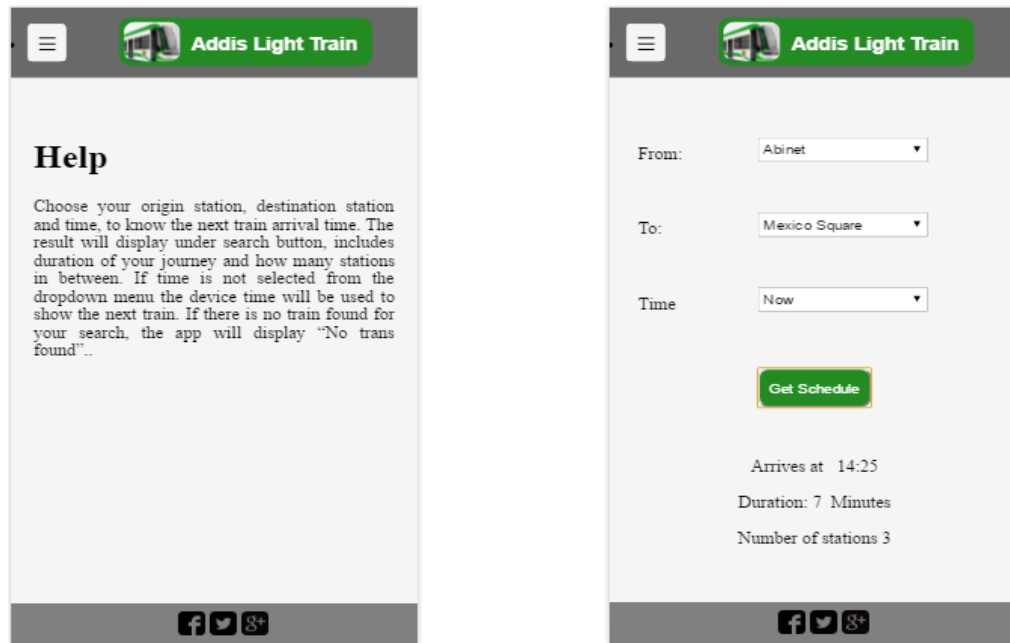 Addis Light Train
Help
Choose your origin station, destination station
and time, to know the next train arrival time. The
result will display under search button, includes
duration of your journey and how many stations
in between. If time is not selected from the
dropdown menu the device time will be used to
show the next train. If there is no train found for
your search, the app will display “No trans
found”..
Addis Light Train
From: Abinet
To: Mexico Square
Time Now
Get Schedule
Arrives at 14:25
Duration: 7 Minutes
Number of stations 3